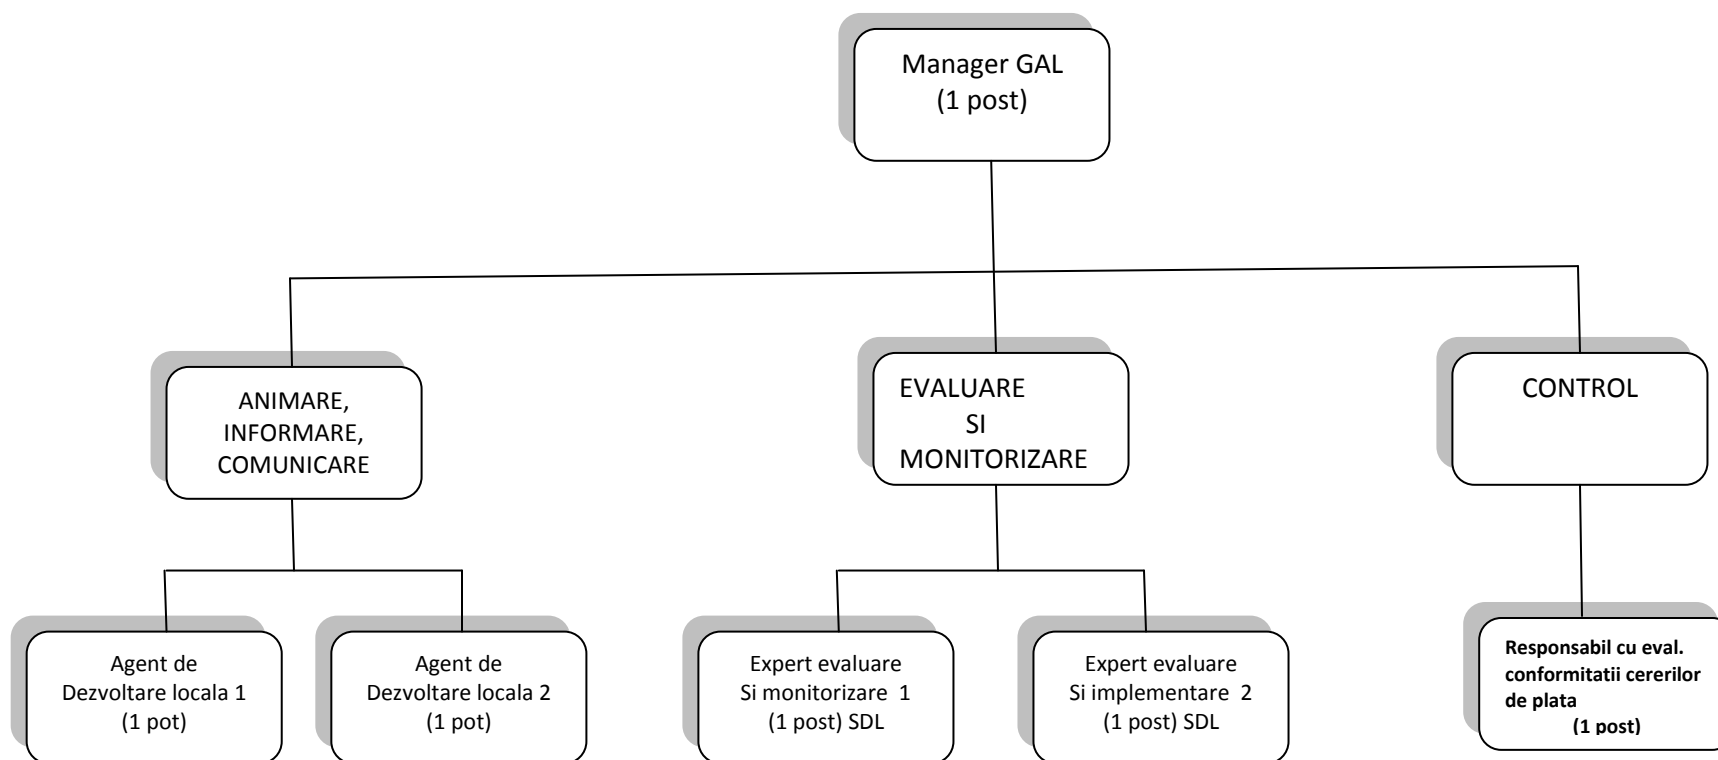 Manager GAL
(1 post)
ANIMARE,
INFORMARE,
COMUNICARE
EVALUARE
SI
MONITORIZARE
CONTROL
Agent de
Dezvoltare locala 1
(1 pot)
Agent de
Dezvoltare locala 2
(1 pot)
Expert evaluare
Si monitorizare 1
(1 post) SDL
Expert evaluare
Si implementare 2
(1 post) SDL
Responsabil cu eval.
conformitatii cererilor
de plata
(1 post)